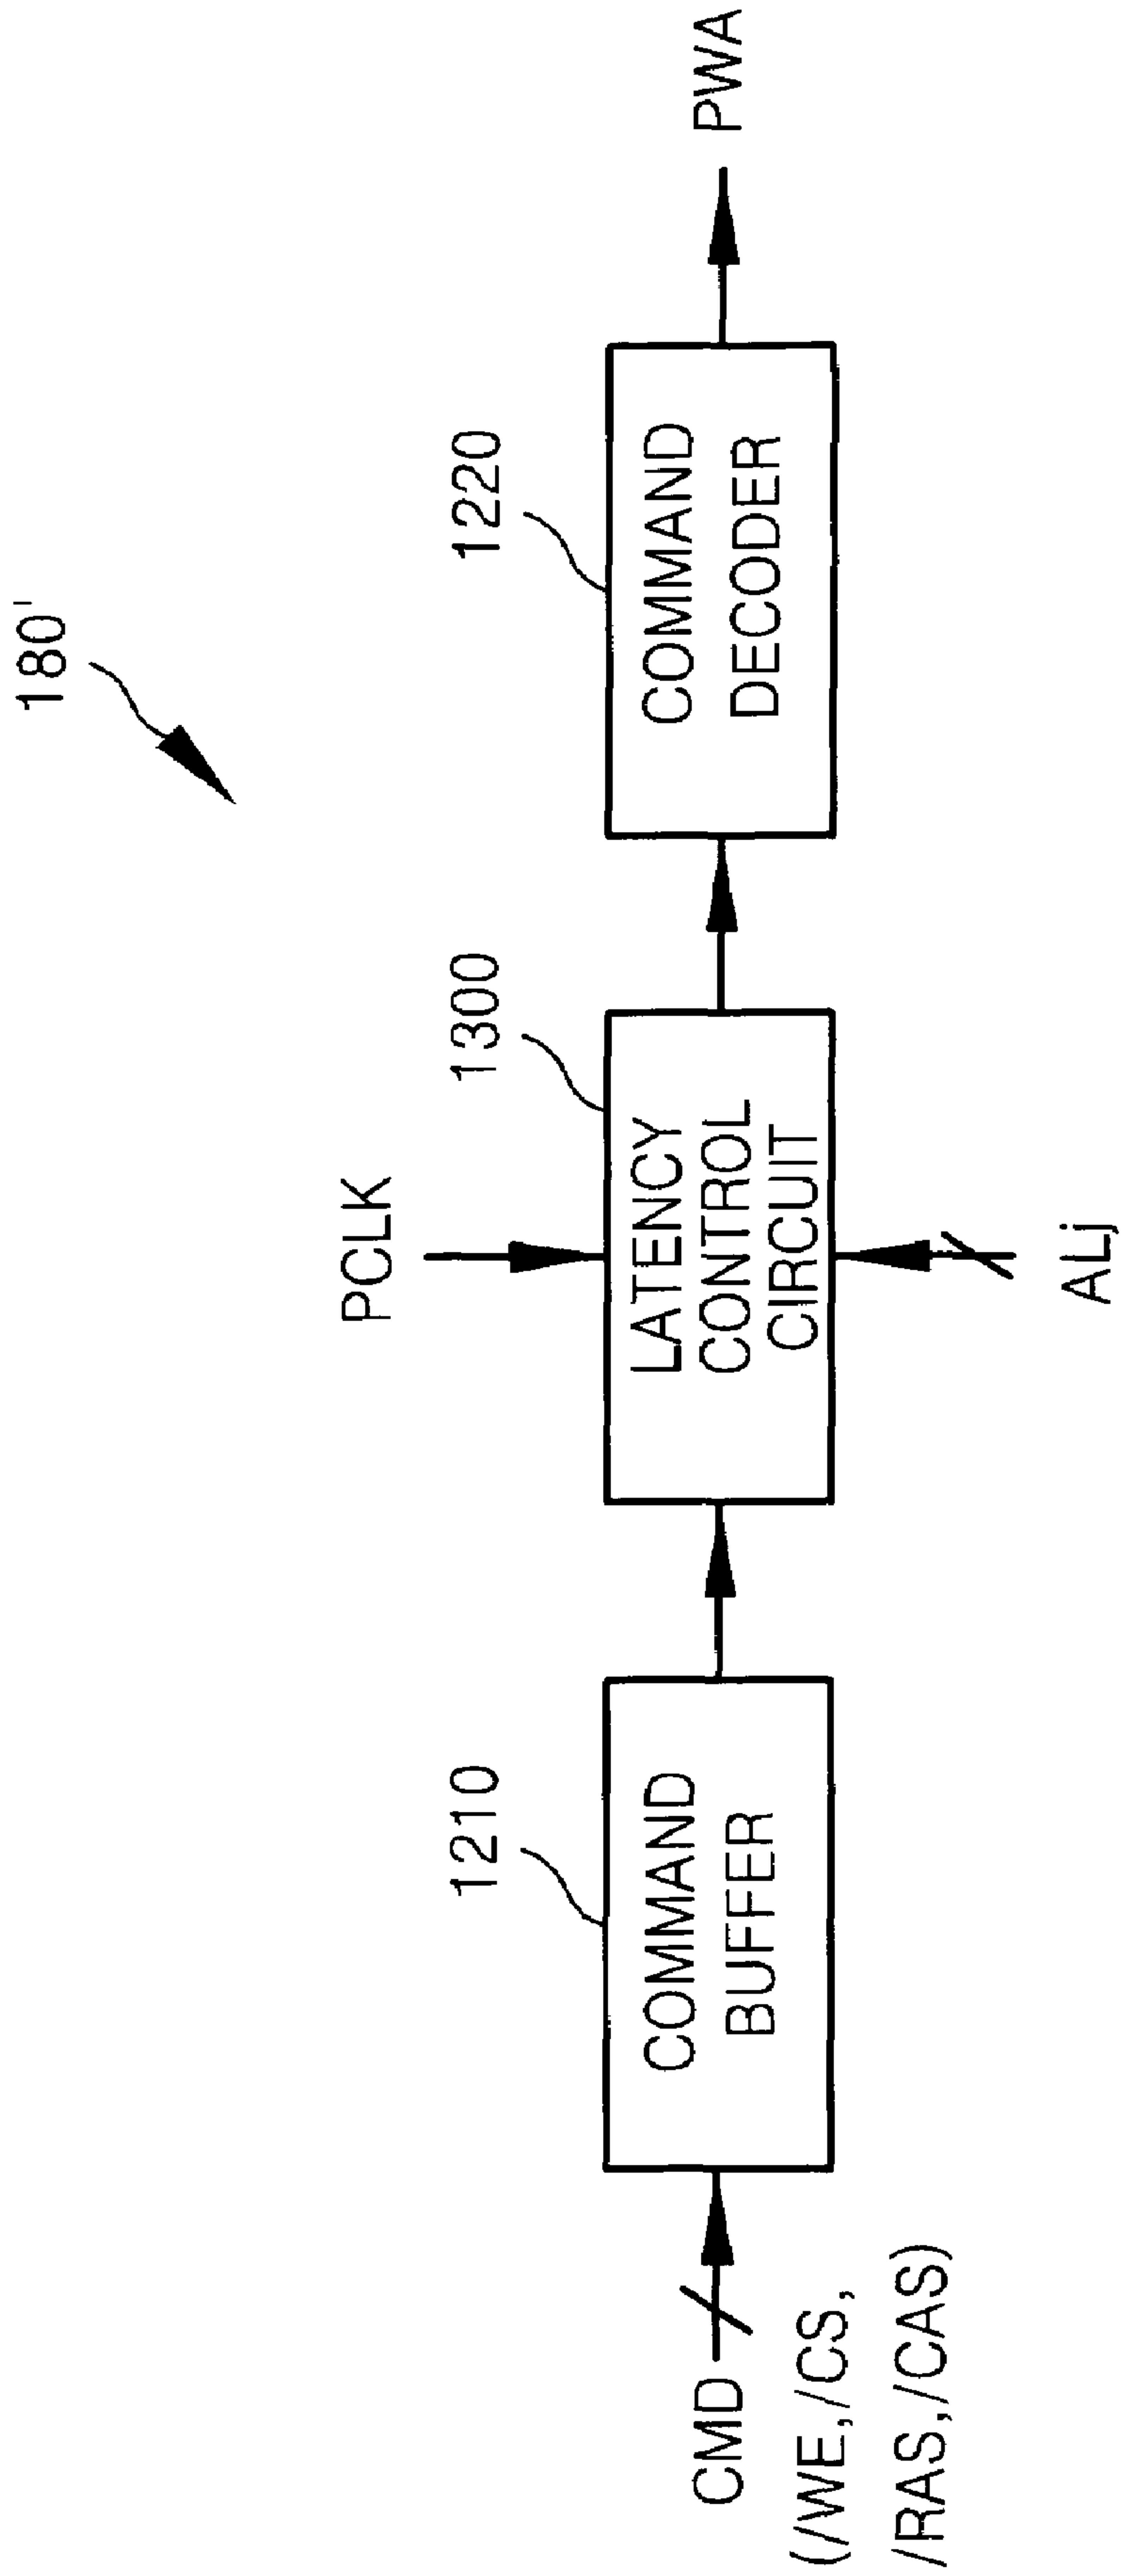 180'
1210
1300
1220
PCLK
CMD
(/WE,/CS,
/RAS,/CAS)
COMMAND
BUFFER
LATENCY
CONTROL
CIRCUIT
COMMAND
DECODER
PWA
ALj